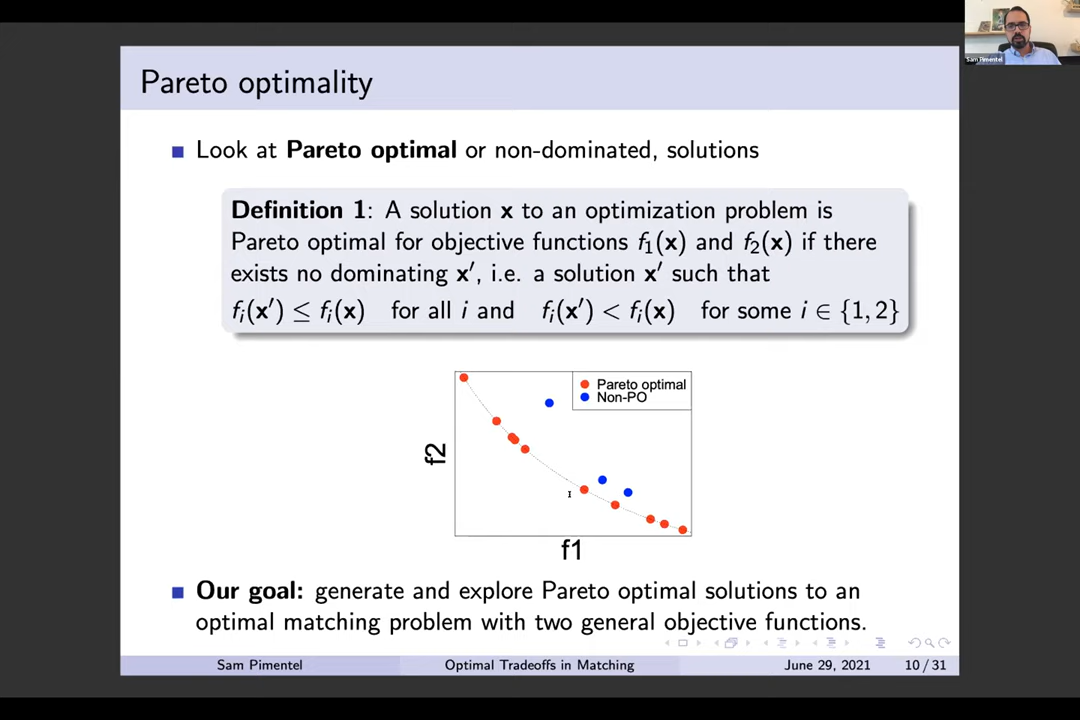 Sam Pimentel
Pareto optimality
Look at Pareto optimal or non-dominated, solutions
Definition 1: A solution x to an optimization problem is
Pareto optimal for objective functions f₁(x) and f₂(x) if there
exists no dominating x′, i.e. a solution x′ such that
fᵢ(x′) ≤ fᵢ(x) for all i and fᵢ(x′) < fᵢ(x) for some i ∈ {1, 2}
Pareto optimal
Non-PO
f2
f1
Our goal: generate and explore Pareto optimal solutions to an
optimal matching problem with two general objective functions.
Sam Pimentel Optimal Tradeoffs in Matching June 29, 2021 10 / 31